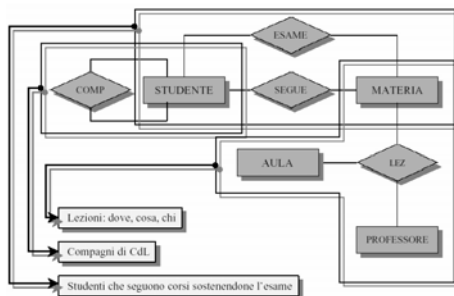 ESAME
COMP
STUDENTE
SEGUE
MATERIA
AULA
LEZ
PROFESSORE
Lezioni: dove, cosa, chi
Compagni di CdL
Studenti che seguono corsi sostenendone l'esame